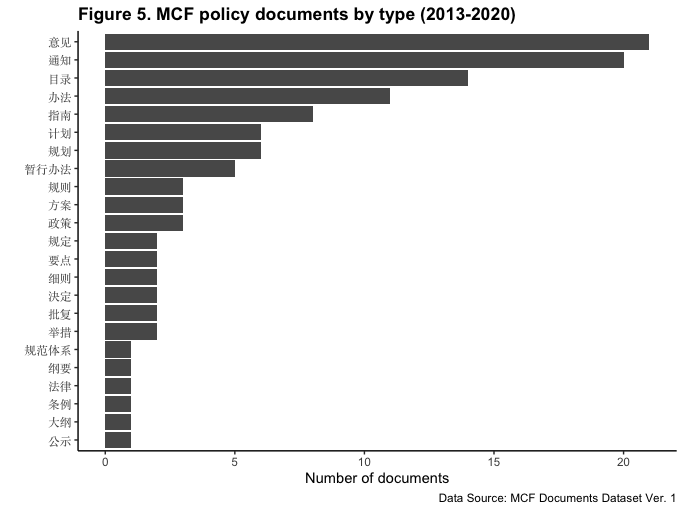 Figure 5. MCF policy documents by type (2013-2020)
意见
通知
目录
办法
指南
计划
规划
暂行办法
规则
方案
政策
规定
要点
细则
决定
批复
举措
规范体系
纲要
法律
条例
大纲
公示
0 5 10 15 20
Number of documents
Data Source: MCF Documents Dataset Ver. 1